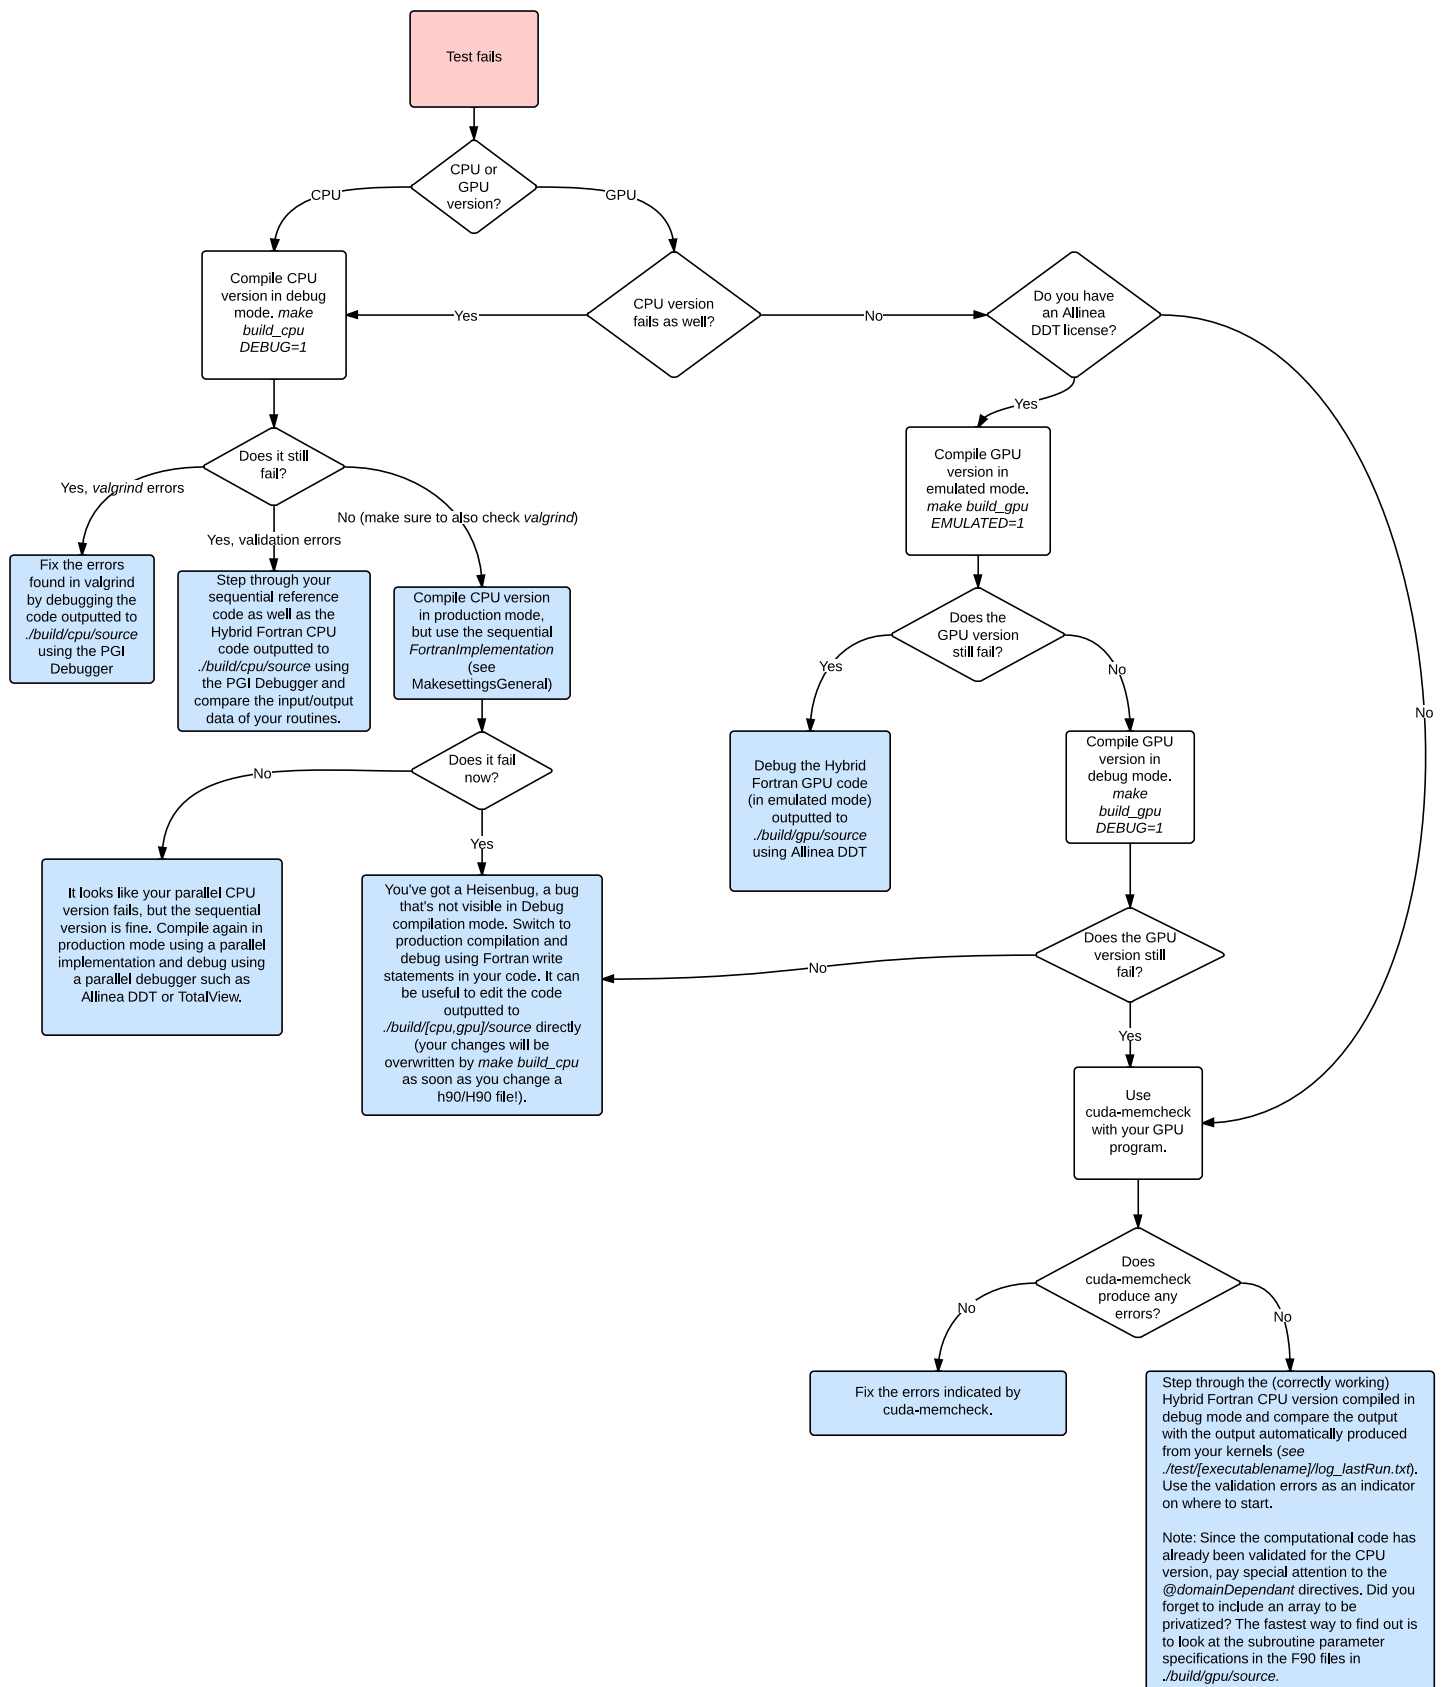 Test fails
CPU or
GPU
version?
CPU
GPU
Compile CPU
version in debug
mode. make
build_cpu
DEBUG=1
Yes
CPU version
fails as well?
No
Do you have
an Allinea
DDT license?
Yes
No
Does it still
fail?
Yes, valgrind errors
Yes, validation errors
No (make sure to also check valgrind)
Fix the errors
found in valgrind
by debugging the
code outputted to
./build/cpu/source
using the PGI
Debugger
Step through your
sequential reference
code as well as the
Hybrid Fortran CPU
code outputted to
./build/cpu/source using
the PGI Debugger and
compare the input/output
data of your routines.
Compile CPU version
in production mode,
but use the sequential
FortranImplementation
(see
MakesettingsGeneral)
Does it fail
now?
No
Yes
It looks like your parallel CPU
version fails, but the sequential
version is fine. Compile again in
production mode using a parallel
implementation and debug using
a parallel debugger such as
Allinea DDT or TotalView.
You've got a Heisenbug, a bug
that's not visible in Debug
compilation mode. Switch to
production compilation and
debug using Fortran write
statements in your code. It can
be useful to edit the code
outputted to
./build/[cpu,gpu]/source directly
(your changes will be
overwritten by make build_cpu
as soon as you change a
h90/H90 file!).
Compile GPU
version in
emulated mode.
make build_gpu
EMULATED=1
Does the
GPU version
still fail?
Yes
No
Debug the Hybrid
Fortran GPU code
(in emulated mode)
outputted to
./build/gpu/source
using Allinea DDT
Compile GPU
version in
debug mode.
make
build_gpu
DEBUG=1
Does the GPU
version still
fail?
No
Yes
Use
cuda-memcheck
with your GPU
program.
Does
cuda-memcheck
produce any
errors?
No
No
Fix the errors indicated by
cuda-memcheck.
Step through the (correctly working)
Hybrid Fortran CPU version compiled in
debug mode and compare the output
with the output automatically produced
from your kernels (see
./test/[executablename]/log_lastRun.txt).
Use the validation errors as an indicator
on where to start.
Note: Since the computational code has
already been validated for the CPU
version, pay special attention to the
@domainDependant directives. Did you
forget to include an array to be
privatized? The fastest way to find out is
to look at the subroutine parameter
specifications in the F90 files in
./build/gpu/source.